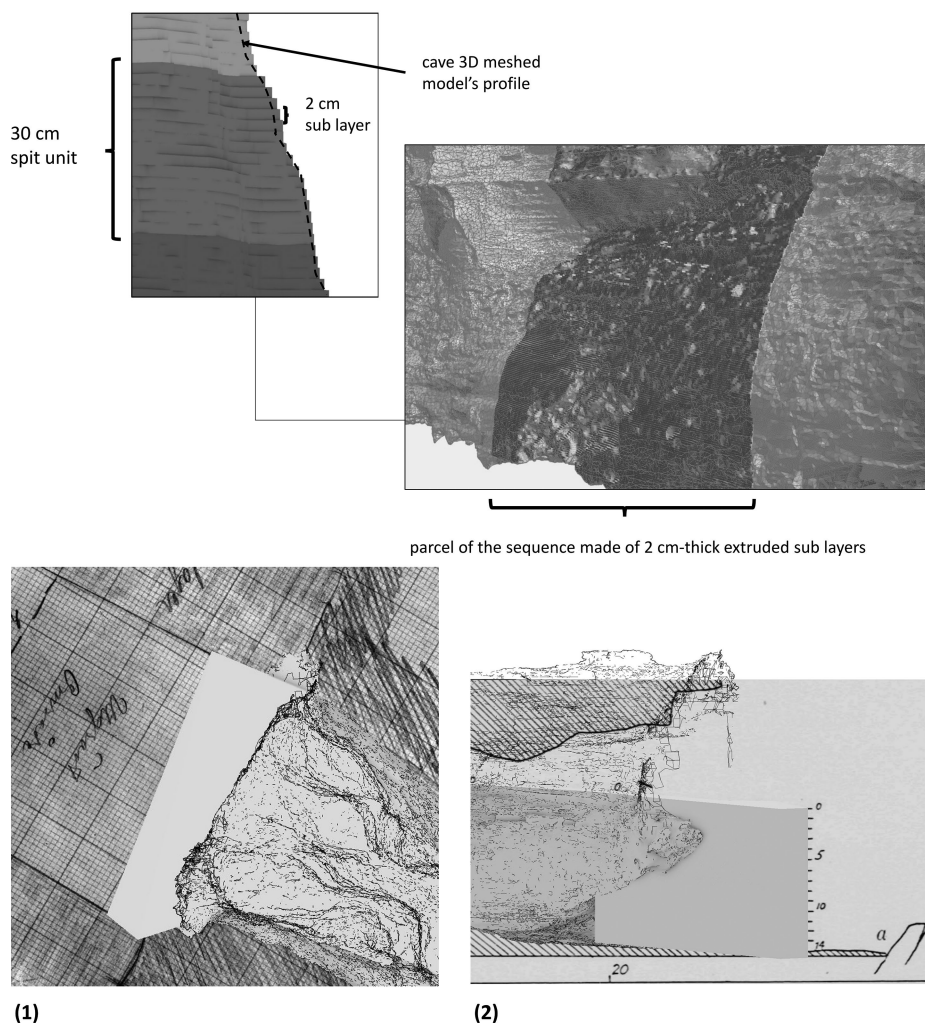 cave 3D meshed
model's profile
2 cm
sub layer
30 cm
spit unit
parcel of the sequence made of 2 cm-thick extruded sub layers
0
0
5
10
14
a
20
(1)
(2)